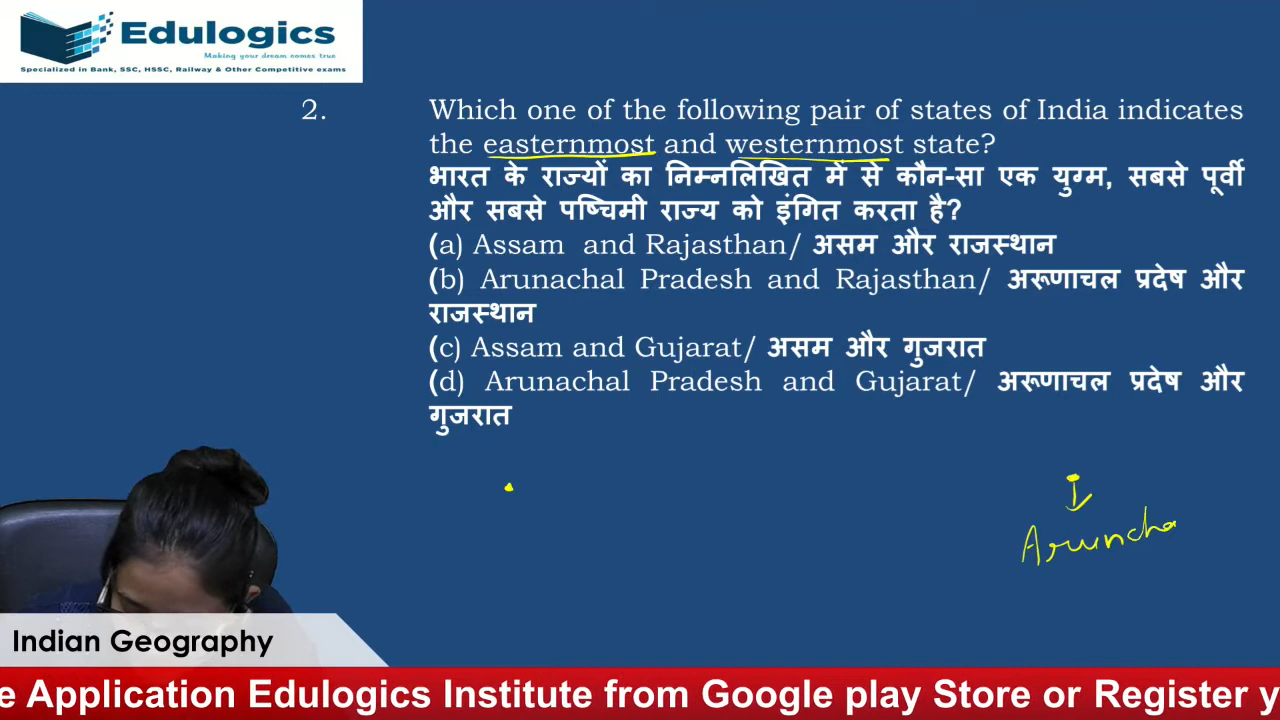 Edulogics
Making your dream comes true
Specialized in Bank, SSC, HSSC, Railway & Other Competitive exams
2. Which one of the following pair of states of India indicates
the easternmost and westernmost state?
भारत के राज्यों का निम्नलिखित में से कौन-सा एक युग्म, सबसे पूर्वी
और सबसे पष्चिमी राज्य को इंगित करता है?
(a) Assam and Rajasthan/ असम और राजस्थान
(b) Arunachal Pradesh and Rajasthan/ अरूणाचल प्रदेष और
राजस्थान
(c) Assam and Gujarat/ असम और गुजरात
(d) Arunachal Pradesh and Gujarat/ अरूणाचल प्रदेष और
गुजरात
Aruncha
Indian Geography
e Application Edulogics Institute from Google play Store or Register y